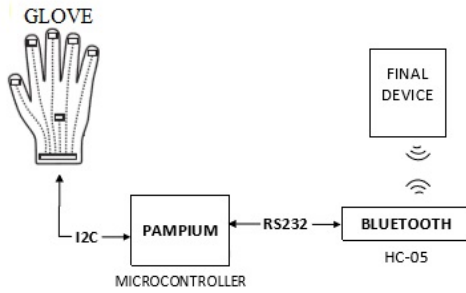 GLOVE
FINAL
DEVICE
I2C
PAMPIUM
RS232
BLUETOOTH
MICROCONTROLLER
HC-05